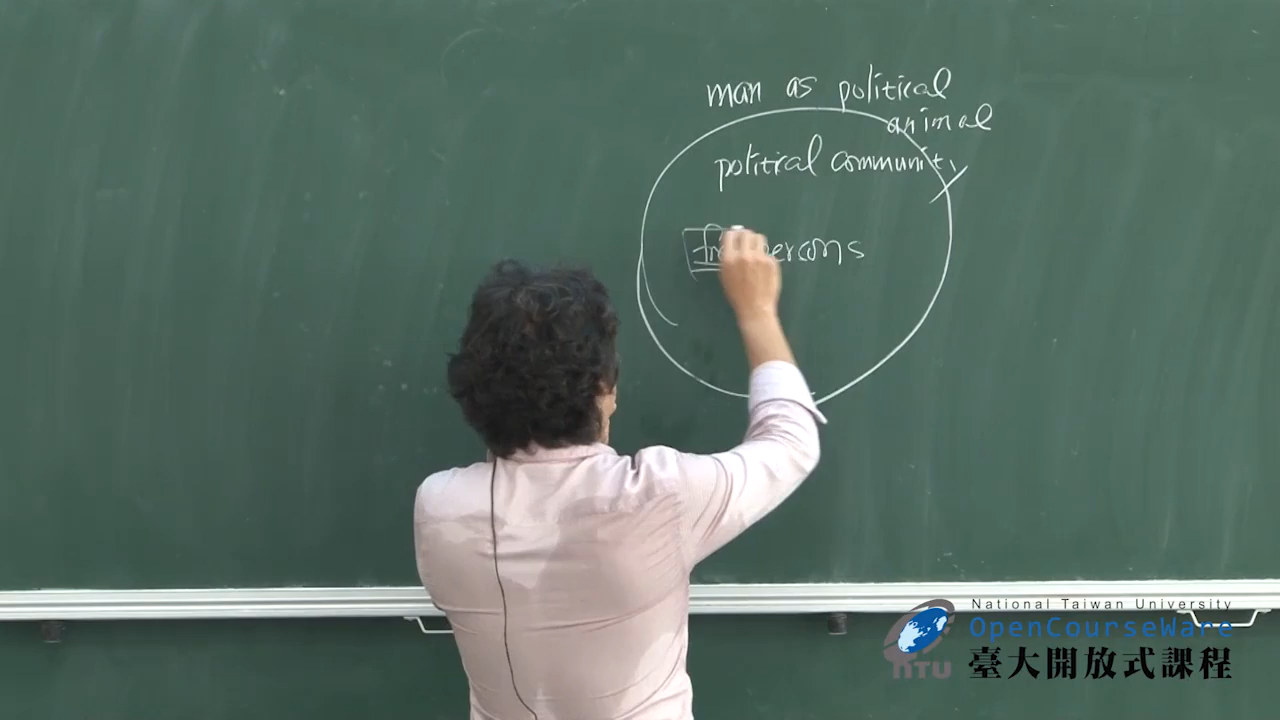 man as political
animal
political community
persons
National Taiwan University
OpenCourseWare
NTU
臺大開放式課程